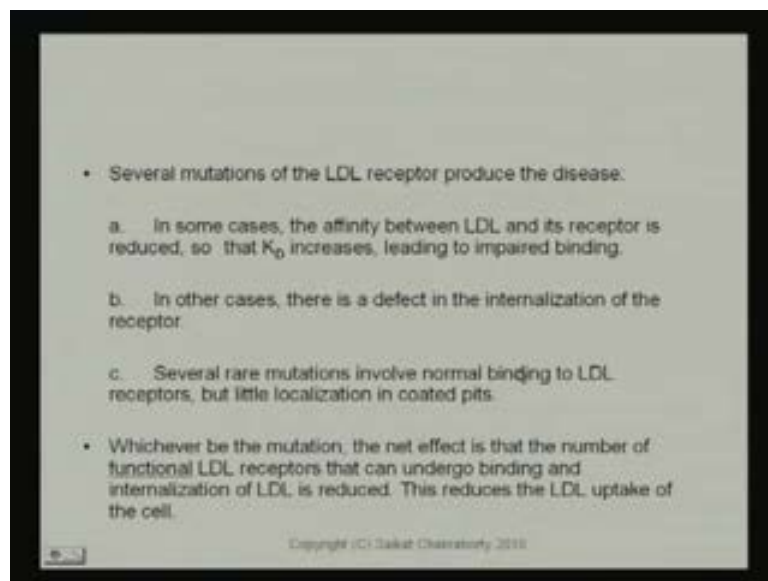 • Several mutations of the LDL receptor produce the disease:
a. In some cases, the affinity between LDL and its receptor is
reduced, so that K_D increases, leading to impaired binding.
b. In other cases, there is a defect in the internalization of the
receptor.
c. Several rare mutations involve normal binding to LDL
receptors, but little localization in coated pits.
• Whichever be the mutation, the net effect is that the number of
functional LDL receptors that can undergo binding and
internalization of LDL is reduced. This reduces the LDL uptake of
the cell.
Copyright (C) Saikat Chakraborty 2010